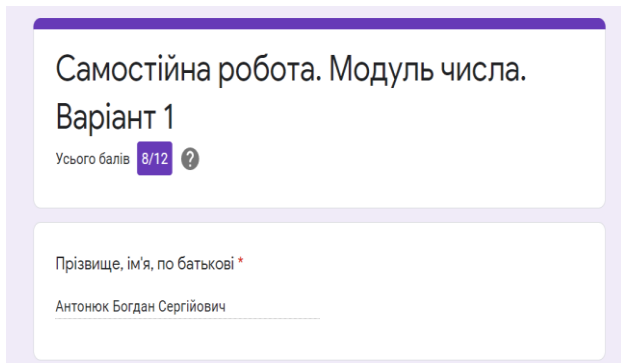 Самостійна робота. Модуль числа.
Варіант 1
Усього балів 8/12 ?
Прізвище, ім'я, по батькові *
Антонюк Богдан Сергійович